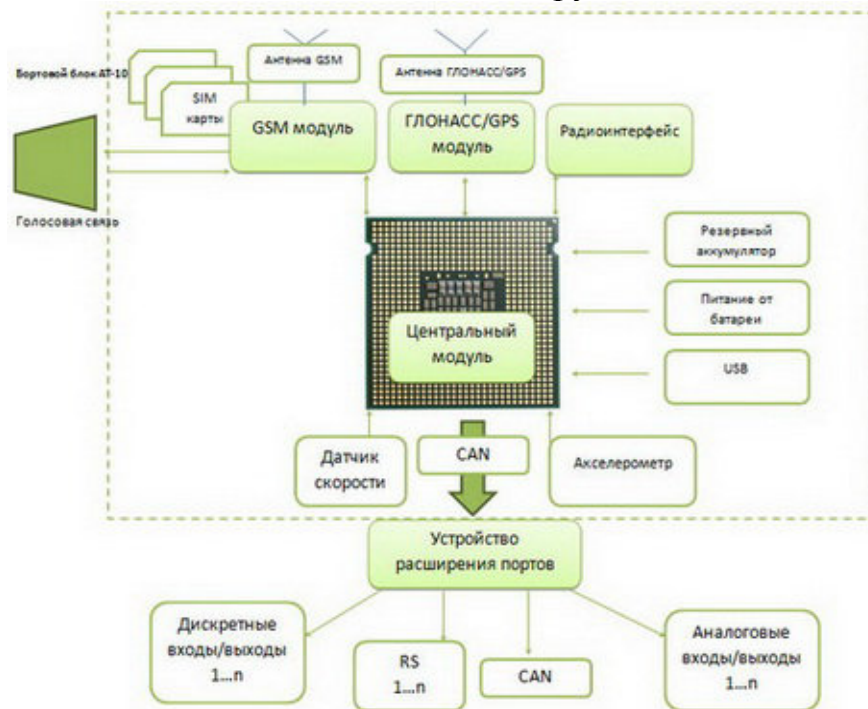 Антенна GSM
Антенна ГЛОНАСС/GPS
Бортовой блок АТ-10
SIM
карты
GSM модуль
ГЛОНАСС/GPS
модуль
Радиоинтерфейс
Голосовая связь
Резервный
аккумулятор
Питание от
батареи
USB
Центральный
модуль
Датчик
скорости
CAN
Акселерометр
Устройство
расширения портов
Дискретные
входы/выходы
1...n
RS
1...n
CAN
Аналоговые
входы/выходы
1...n